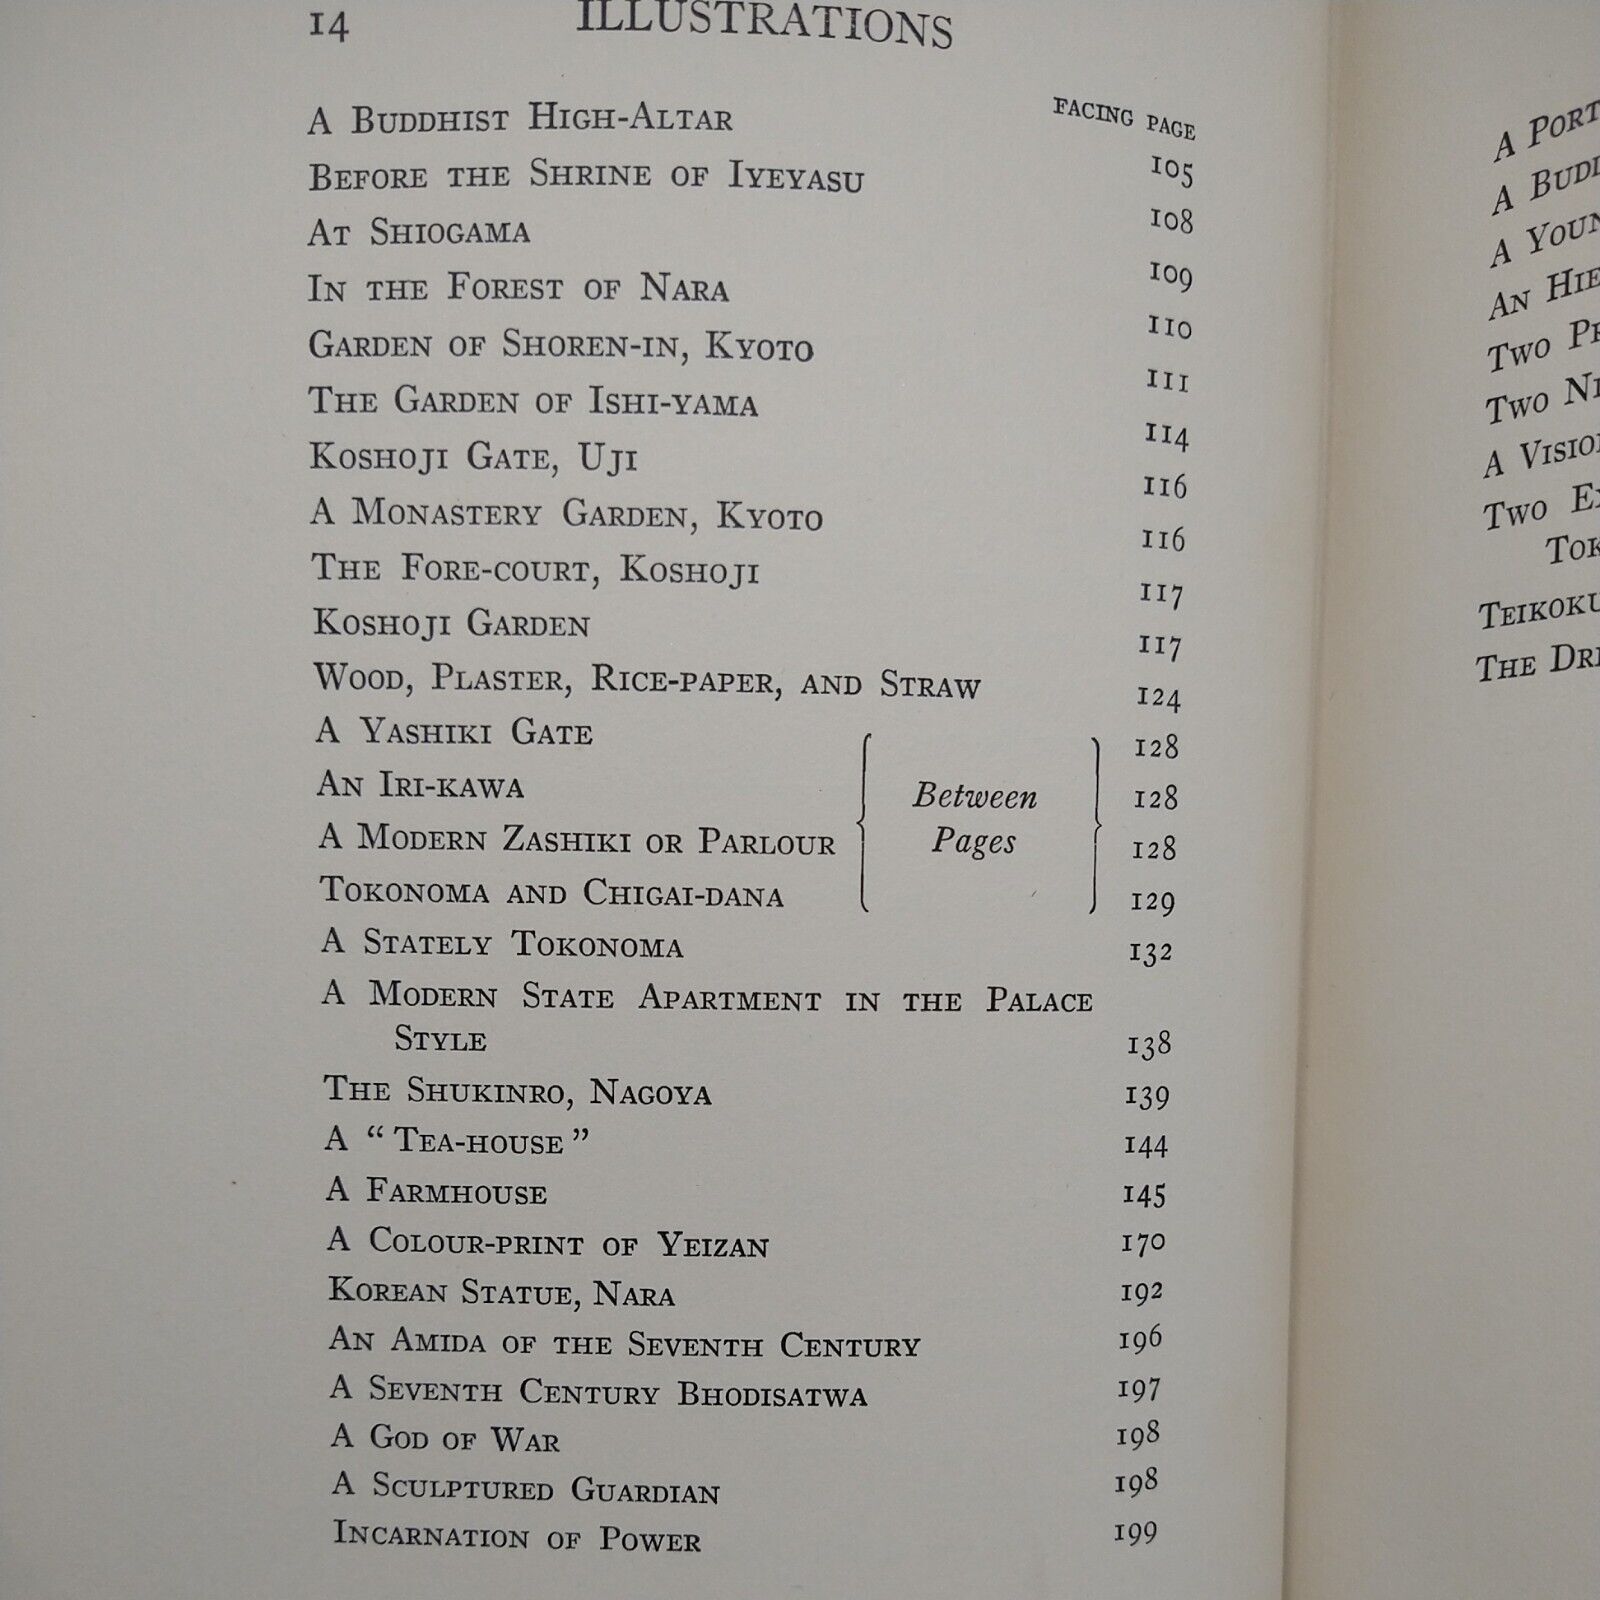 14 ILLUSTRATIONS
FACING PAGE
A BUDDHIST HIGH-ALTAR 105
BEFORE THE SHRINE OF IYEYASU 108
AT SHIOGAMA 109
IN THE FOREST OF NARA 110
GARDEN OF SHOREN-IN, KYOTO 111
THE GARDEN OF ISHI-YAMA 114
KOSHOJI GATE, UJI 116
A MONASTERY GARDEN, KYOTO 116
THE FORE-COURT, KOSHOJI 117
KOSHOJI GARDEN 117
WOOD, PLASTER, RICE-PAPER, AND STRAW 124
A YASHIKI GATE 128
AN IRI-KAWA Between 128
A MODERN ZASHIKI OR PARLOUR Pages 128
TOKONOMA AND CHIGAI-DANA 129
A STATELY TOKONOMA 132
A MODERN STATE APARTMENT IN THE PALACE
STYLE 138
THE SHUKINRO, NAGOYA 139
A “TEA-HOUSE” 144
A FARMHOUSE 145
A COLOUR-PRINT OF YEIZAN 170
KOREAN STATUE, NARA 192
AN AMIDA OF THE SEVENTH CENTURY 196
A SEVENTH CENTURY BHODISATWA 197
A GOD OF WAR 198
A SCULPTURED GUARDIAN 198
INCARNATION OF POWER 199
A PORT
A
A YOUN
AN HIE
TWO
TWO
A VISIO
TWO
TOK
TEIKOKU
THE DRE